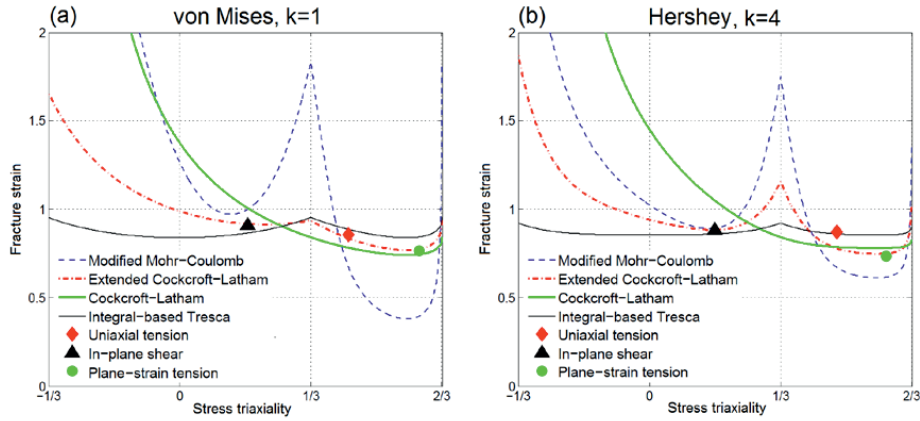 (a) von Mises, k=1
2
1.5
1
0.5
0
Fracture strain
Modified Mohr−Coulomb
Extended Cockcroft−Latham
Cockcroft−Latham
Integral−based Tresca
Uniaxial tension
In−plane shear
Plane−strain tension
−1/3 0 1/3 2/3
Stress triaxiality
(b) Hershey, k=4
2
1.5
1
0.5
0
Fracture strain
Modified Mohr−Coulomb
Extended Cockcroft−Latham
Cockcroft−Latham
Integral−based Tresca
Uniaxial tension
In−plane shear
Plane−strain tension
−1/3 0 1/3 2/3
Stress triaxiality